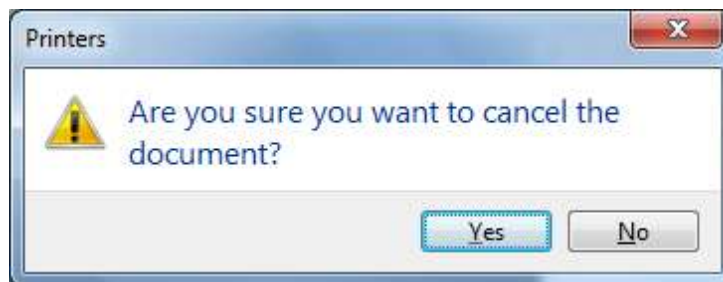 Printers
Are you sure you want to cancel the
document?
Yes
No